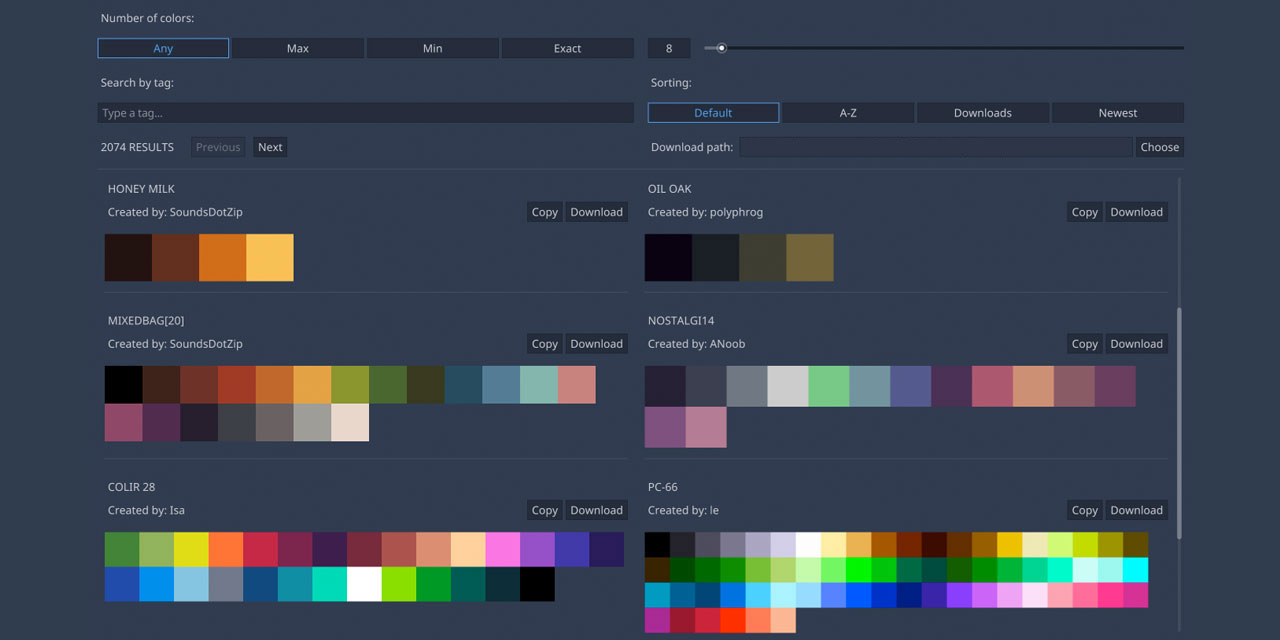 Number of colors:
Any Max Min Exact 8
Search by tag: Sorting:
Type a tag... Default A-Z Downloads Newest
2074 RESULTS Previous Next Download path: Choose
HONEY MILK OIL OAK
Created by: SoundsDotZip Copy Download Created by: polyphrog Copy Download
MIXEDBAG[20] NOSTALGI14
Created by: SoundsDotZip Copy Download Created by: ANoob Copy Download
COLIR 28 PC-66
Created by: Isa Copy Download Created by: le Copy Download